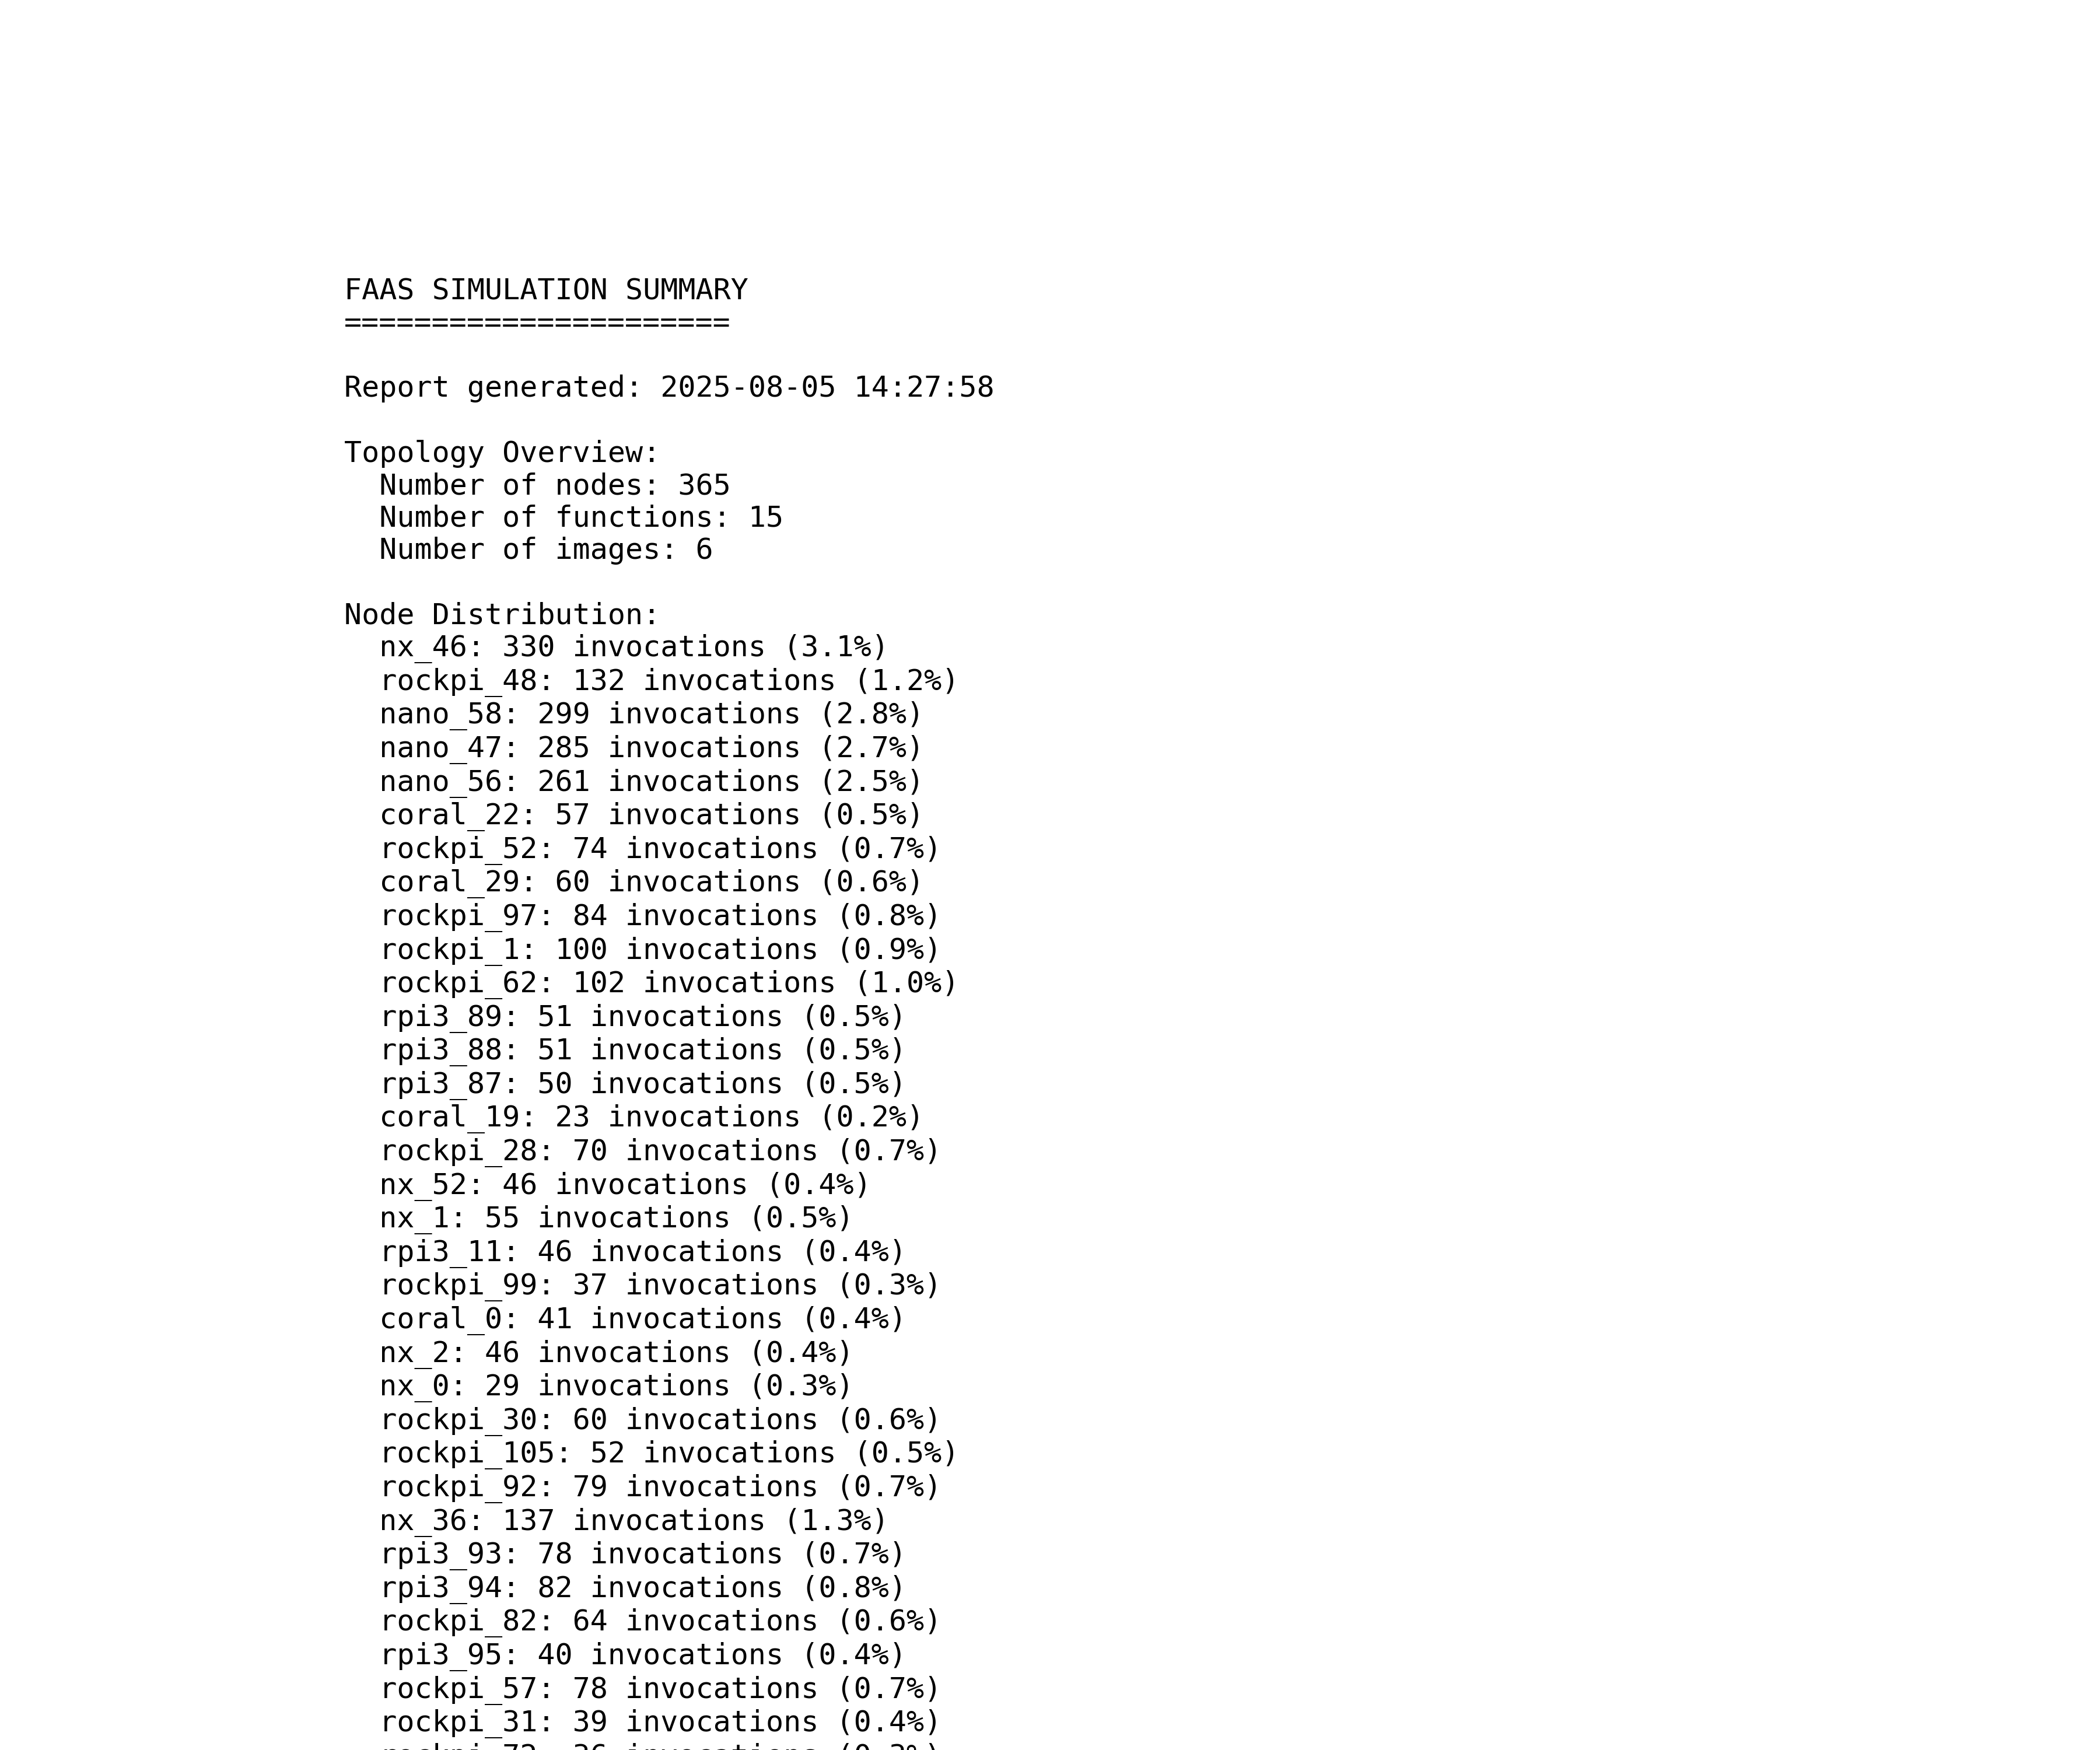 FAAS SIMULATION SUMMARY
======================
Report generated: 2025-08-05 14:27:58
Topology Overview:
Number of nodes: 365
Number of functions: 15
Number of images: 6
Node Distribution:
nx_46: 330 invocations (3.1%)
rockpi_48: 132 invocations (1.2%)
nano_58: 299 invocations (2.8%)
nano_47: 285 invocations (2.7%)
nano_56: 261 invocations (2.5%)
coral_22: 57 invocations (0.5%)
rockpi_52: 74 invocations (0.7%)
coral_29: 60 invocations (0.6%)
rockpi_97: 84 invocations (0.8%)
rockpi_1: 100 invocations (0.9%)
rockpi_62: 102 invocations (1.0%)
rpi3_89: 51 invocations (0.5%)
rpi3_88: 51 invocations (0.5%)
rpi3_87: 50 invocations (0.5%)
coral_19: 23 invocations (0.2%)
rockpi_28: 70 invocations (0.7%)
nx_52: 46 invocations (0.4%)
nx_1: 55 invocations (0.5%)
rpi3_11: 46 invocations (0.4%)
rockpi_99: 37 invocations (0.3%)
coral_0: 41 invocations (0.4%)
nx_2: 46 invocations (0.4%)
nx_0: 29 invocations (0.3%)
rockpi_30: 60 invocations (0.6%)
rockpi_105: 52 invocations (0.5%)
rockpi_92: 79 invocations (0.7%)
nx_36: 137 invocations (1.3%)
rpi3_93: 78 invocations (0.7%)
rpi3_94: 82 invocations (0.8%)
rockpi_82: 64 invocations (0.6%)
rpi3_95: 40 invocations (0.4%)
rockpi_57: 78 invocations (0.7%)
rockpi_31: 39 invocations (0.4%)